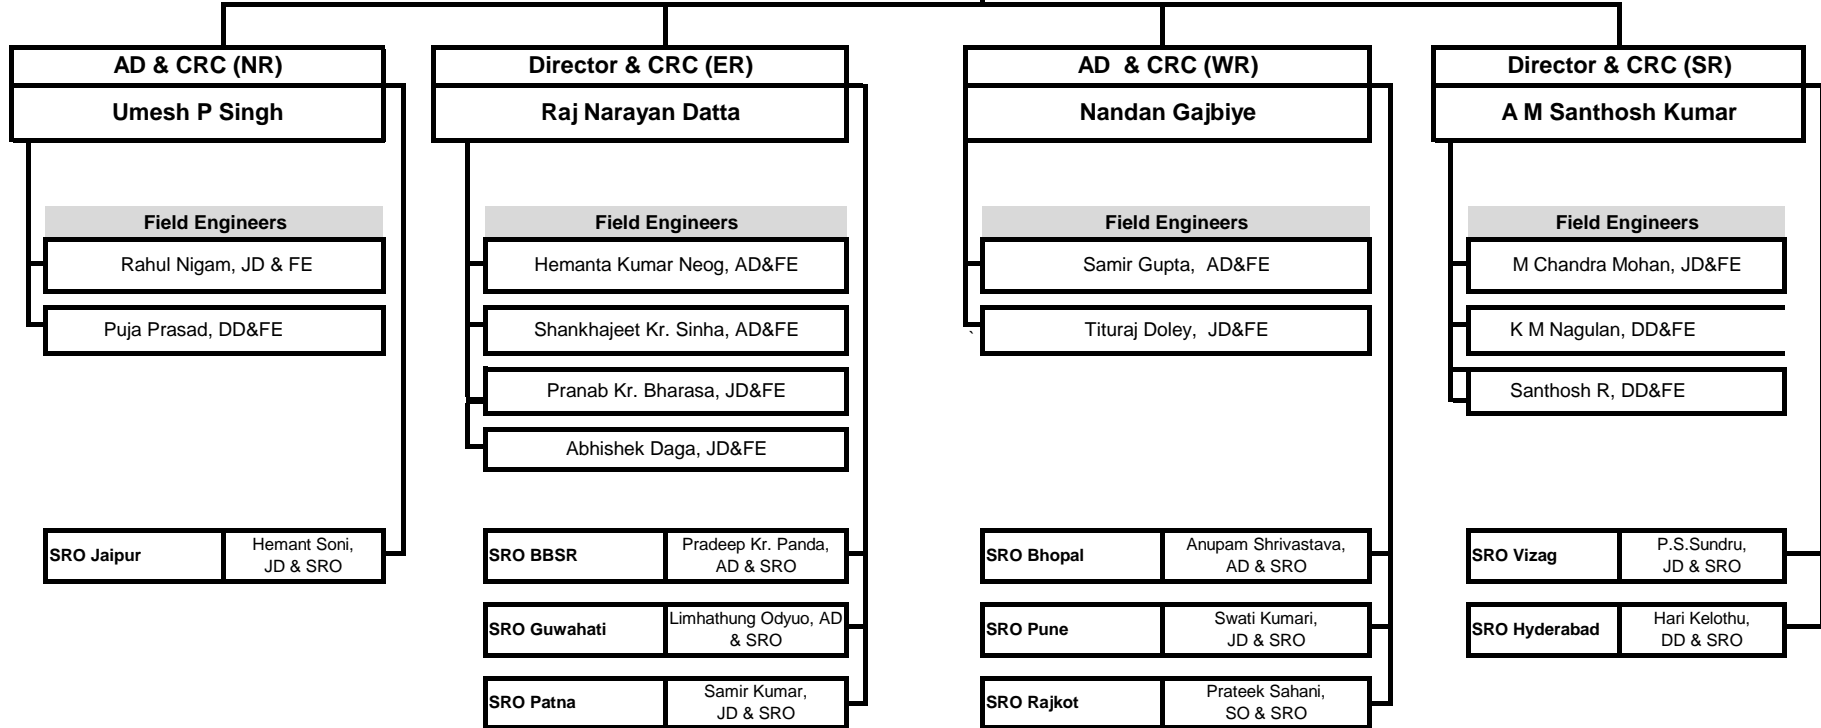 AD & CRC (NR)
Umesh P Singh
Field Engineers
Rahul Nigam, JD & FE
Puja Prasad, DD&FE
SRO Jaipur
Hemant Soni,
JD & SRO
Director & CRC (ER)
Raj Narayan Datta
Field Engineers
Hemanta Kumar Neog, AD&FE
Shankhajeet Kr. Sinha, AD&FE
Pranab Kr. Bharasa, JD&FE
Abhishek Daga, JD&FE
SRO BBSR
Pradeep Kr. Panda,
AD & SRO
SRO Guwahati
Limhathung Odyuo, AD
& SRO
SRO Patna
Samir Kumar,
JD & SRO
AD  & CRC (WR)
Nandan Gajbiye
Field Engineers
Samir Gupta,  AD&FE
`
Tituraj Doley,  JD&FE
SRO Bhopal
Anupam Shrivastava,
AD & SRO
SRO Pune
Swati Kumari,
JD & SRO
SRO Rajkot
Prateek Sahani,
SO & SRO
Director & CRC (SR)
A M Santhosh Kumar
Field Engineers
M Chandra Mohan, JD&FE
K M Nagulan, DD&FE
Santhosh R, DD&FE
SRO Vizag
P.S.Sundru,
JD & SRO
SRO Hyderabad
Hari Kelothu,
DD & SRO